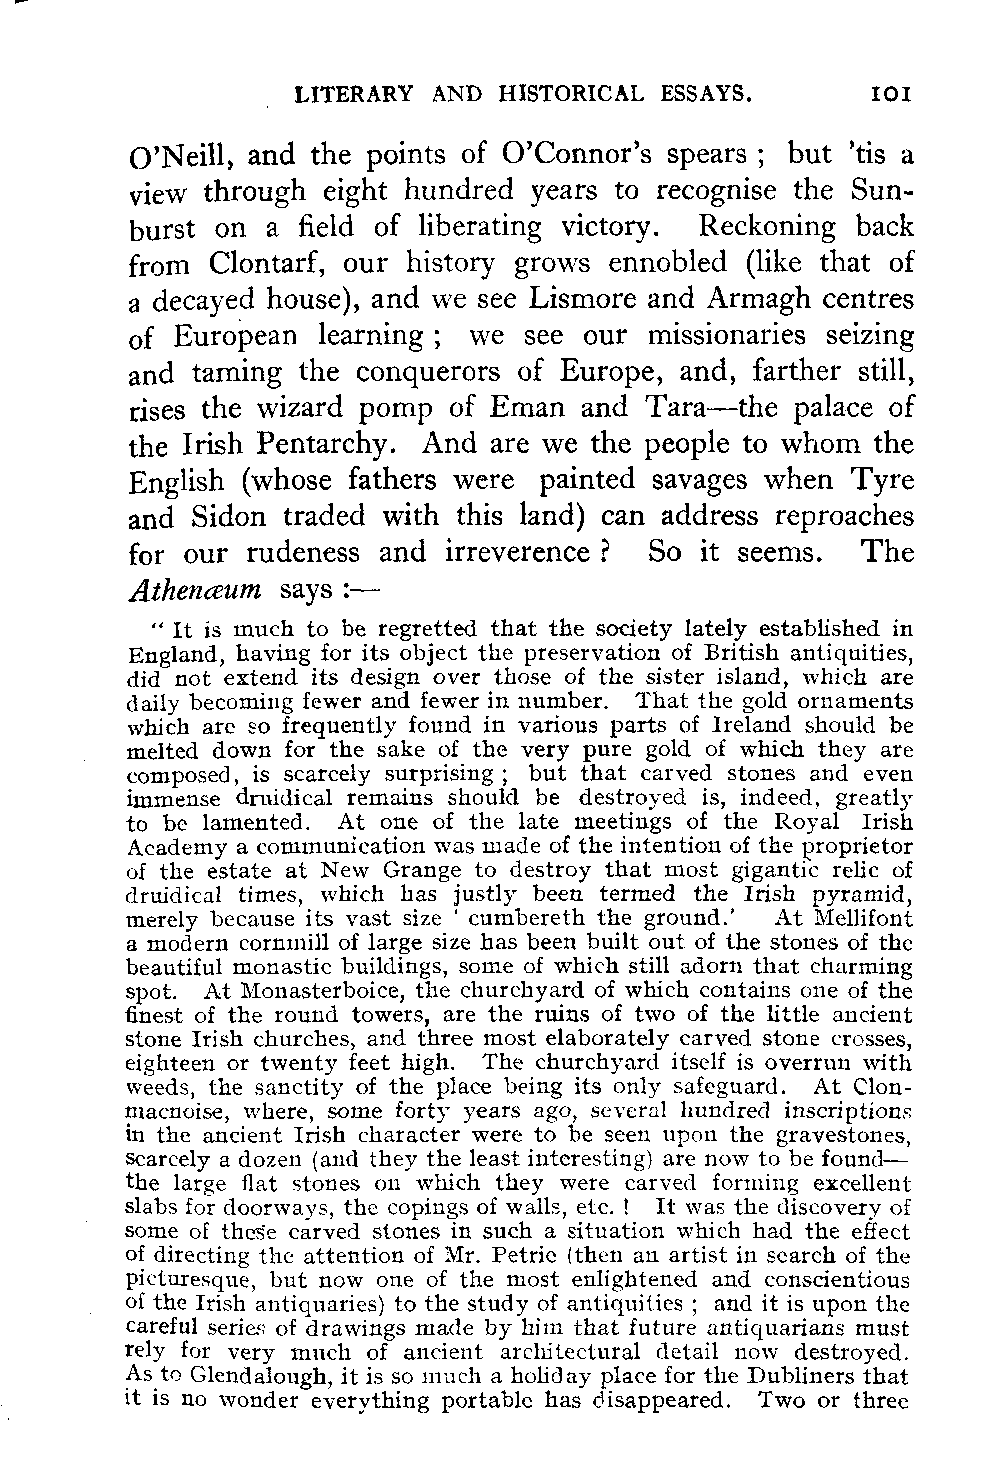 LITERARY AND HISTORICAL ESSAYS. 101
O'Neill, and the points of O'Connor's spears ; but 'tis a
view through eight hundred years to recognise the Sun-
burst on a field of liberating victory. Reckoning back
from Clontarf, our history grows ennobled (like that of
a decayed house), and we see Lismore and Armagh centres
of European learning ; we see our missionaries seizing
and taming the conquerors of Europe, and, farther still,
rises the wizard pomp of Eman and Tara—the palace of
the Irish Pentarchy. And are we the people to whom the
English (whose fathers were painted savages when Tyre
and Sidon traded with this land) can address reproaches
for our rudeness and irreverence ? So it seems. The
Athenæum says :—
" It is much to be regretted that the society lately established in
England, having for its object the preservation of British antiquities,
did not extend its design over those of the sister island, which are
daily becoming fewer and fewer in number. That the gold ornaments
which are so frequently found in various parts of Ireland should be
melted down for the sake of the very pure gold of which they are
composed, is scarcely surprising ; but that carved stones and even
immense druidical remains should be destroyed is, indeed, greatly
to be lamented. At one of the late meetings of the Royal Irish
Academy a communication was made of the intention of the proprietor
of the estate at New Grange to destroy that most gigantic relic of
druidical times, which has justly been termed the Irish pyramid,
merely because its vast size ' cumbereth the ground.' At Mellifont
a modern cornmill of large size has been built out of the stones of the
beautiful monastic buildings, some of which still adorn that charming
spot. At Monasterboice, the churchyard of which contains one of the
finest of the round towers, are the ruins of two of the little ancient
stone Irish churches, and three most elaborately carved stone crosses,
eighteen or twenty feet high. The churchyard itself is overrun with
weeds, the sanctity of the place being its only safeguard. At Clon-
macnoise, where, some forty years ago, several hundred inscriptions
in the ancient Irish character were to be seen upon the gravestones,
scarcely a dozen (and they the least interesting) are now to be found—
the large flat stones on which they were carved forming excellent
slabs for doorways, the copings of walls, etc. ! It was the discovery of
some of these carved stones in such a situation which had the effect
of directing the attention of Mr. Petrie (then an artist in search of the
picturesque, but now one of the most enlightened and conscientious
of the Irish antiquaries) to the study of antiquities ; and it is upon the
careful series of drawings made by him that future antiquarians must
rely for very much of ancient architectural detail now destroyed.
As to Glendalough, it is so much a holiday place for the Dubliners that
it is no wonder everything portable has disappeared. Two or three